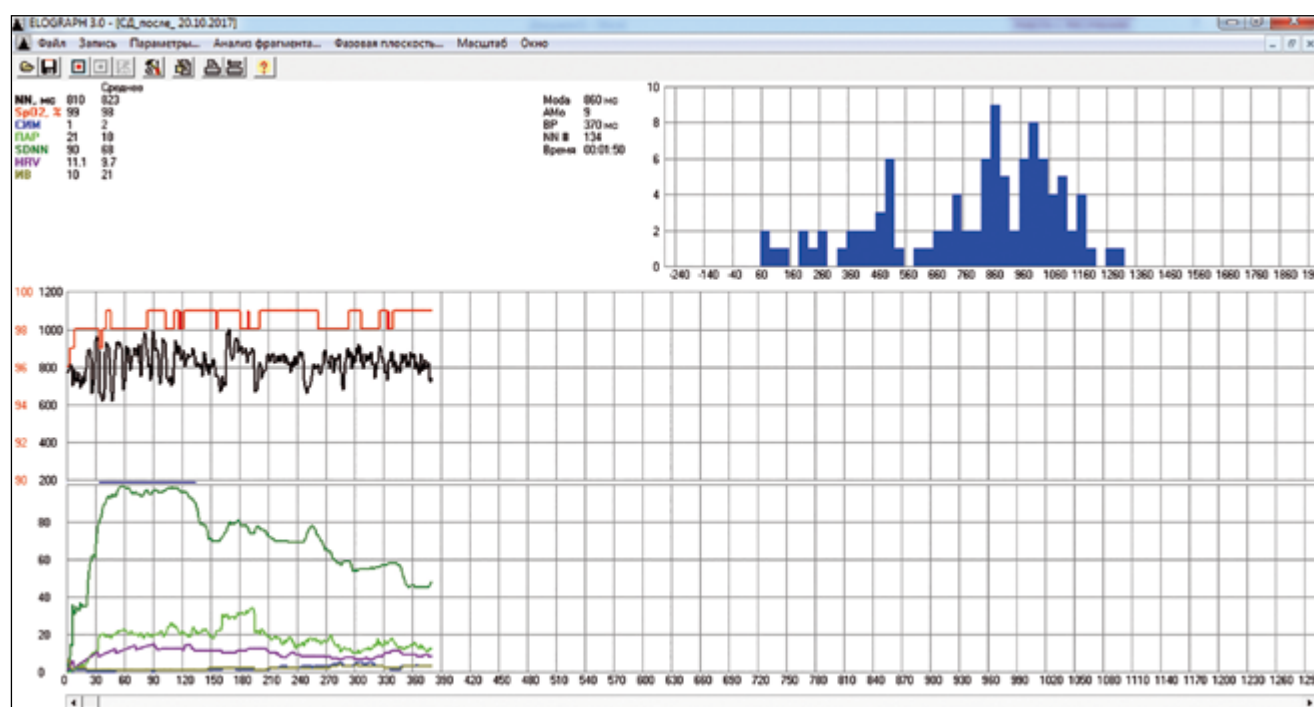 ELOGRAPH 3.0 - [СД_после_ 20.10.2017]
Файл Запись Параметры... Анализ фрагмента... Фазовая плоскость... Масштаб Окно
Среднее
NN, мс 810 823
SpO2, % 99 98
СИМ 1 2
ПАР 21 18
SDNN 90 68
HRV 11.1 9.7
ИВ 10 21
Moda 860 мс
АМо 9
ВР 370 мс
NN # 134
Время 00:01:50
10
8
6
4
2
0
-240 -140 -40 60 160 260 360 460 560 660 760 860 960 1060 1160 1260 1360 1460 1560 1660 1760 1860
100 1200
98 1000
96 800
94 600
92 400
90 200
80
60
40
20
0
0 30 60 90 120 150 180 210 240 270 300 330 360 390 420 450 480 510 540 570 600 630 660 690 720 750 780 810 840 870 900 930 960 990 1020 1050 1080 1110 1140 1170 1200 1230 1260